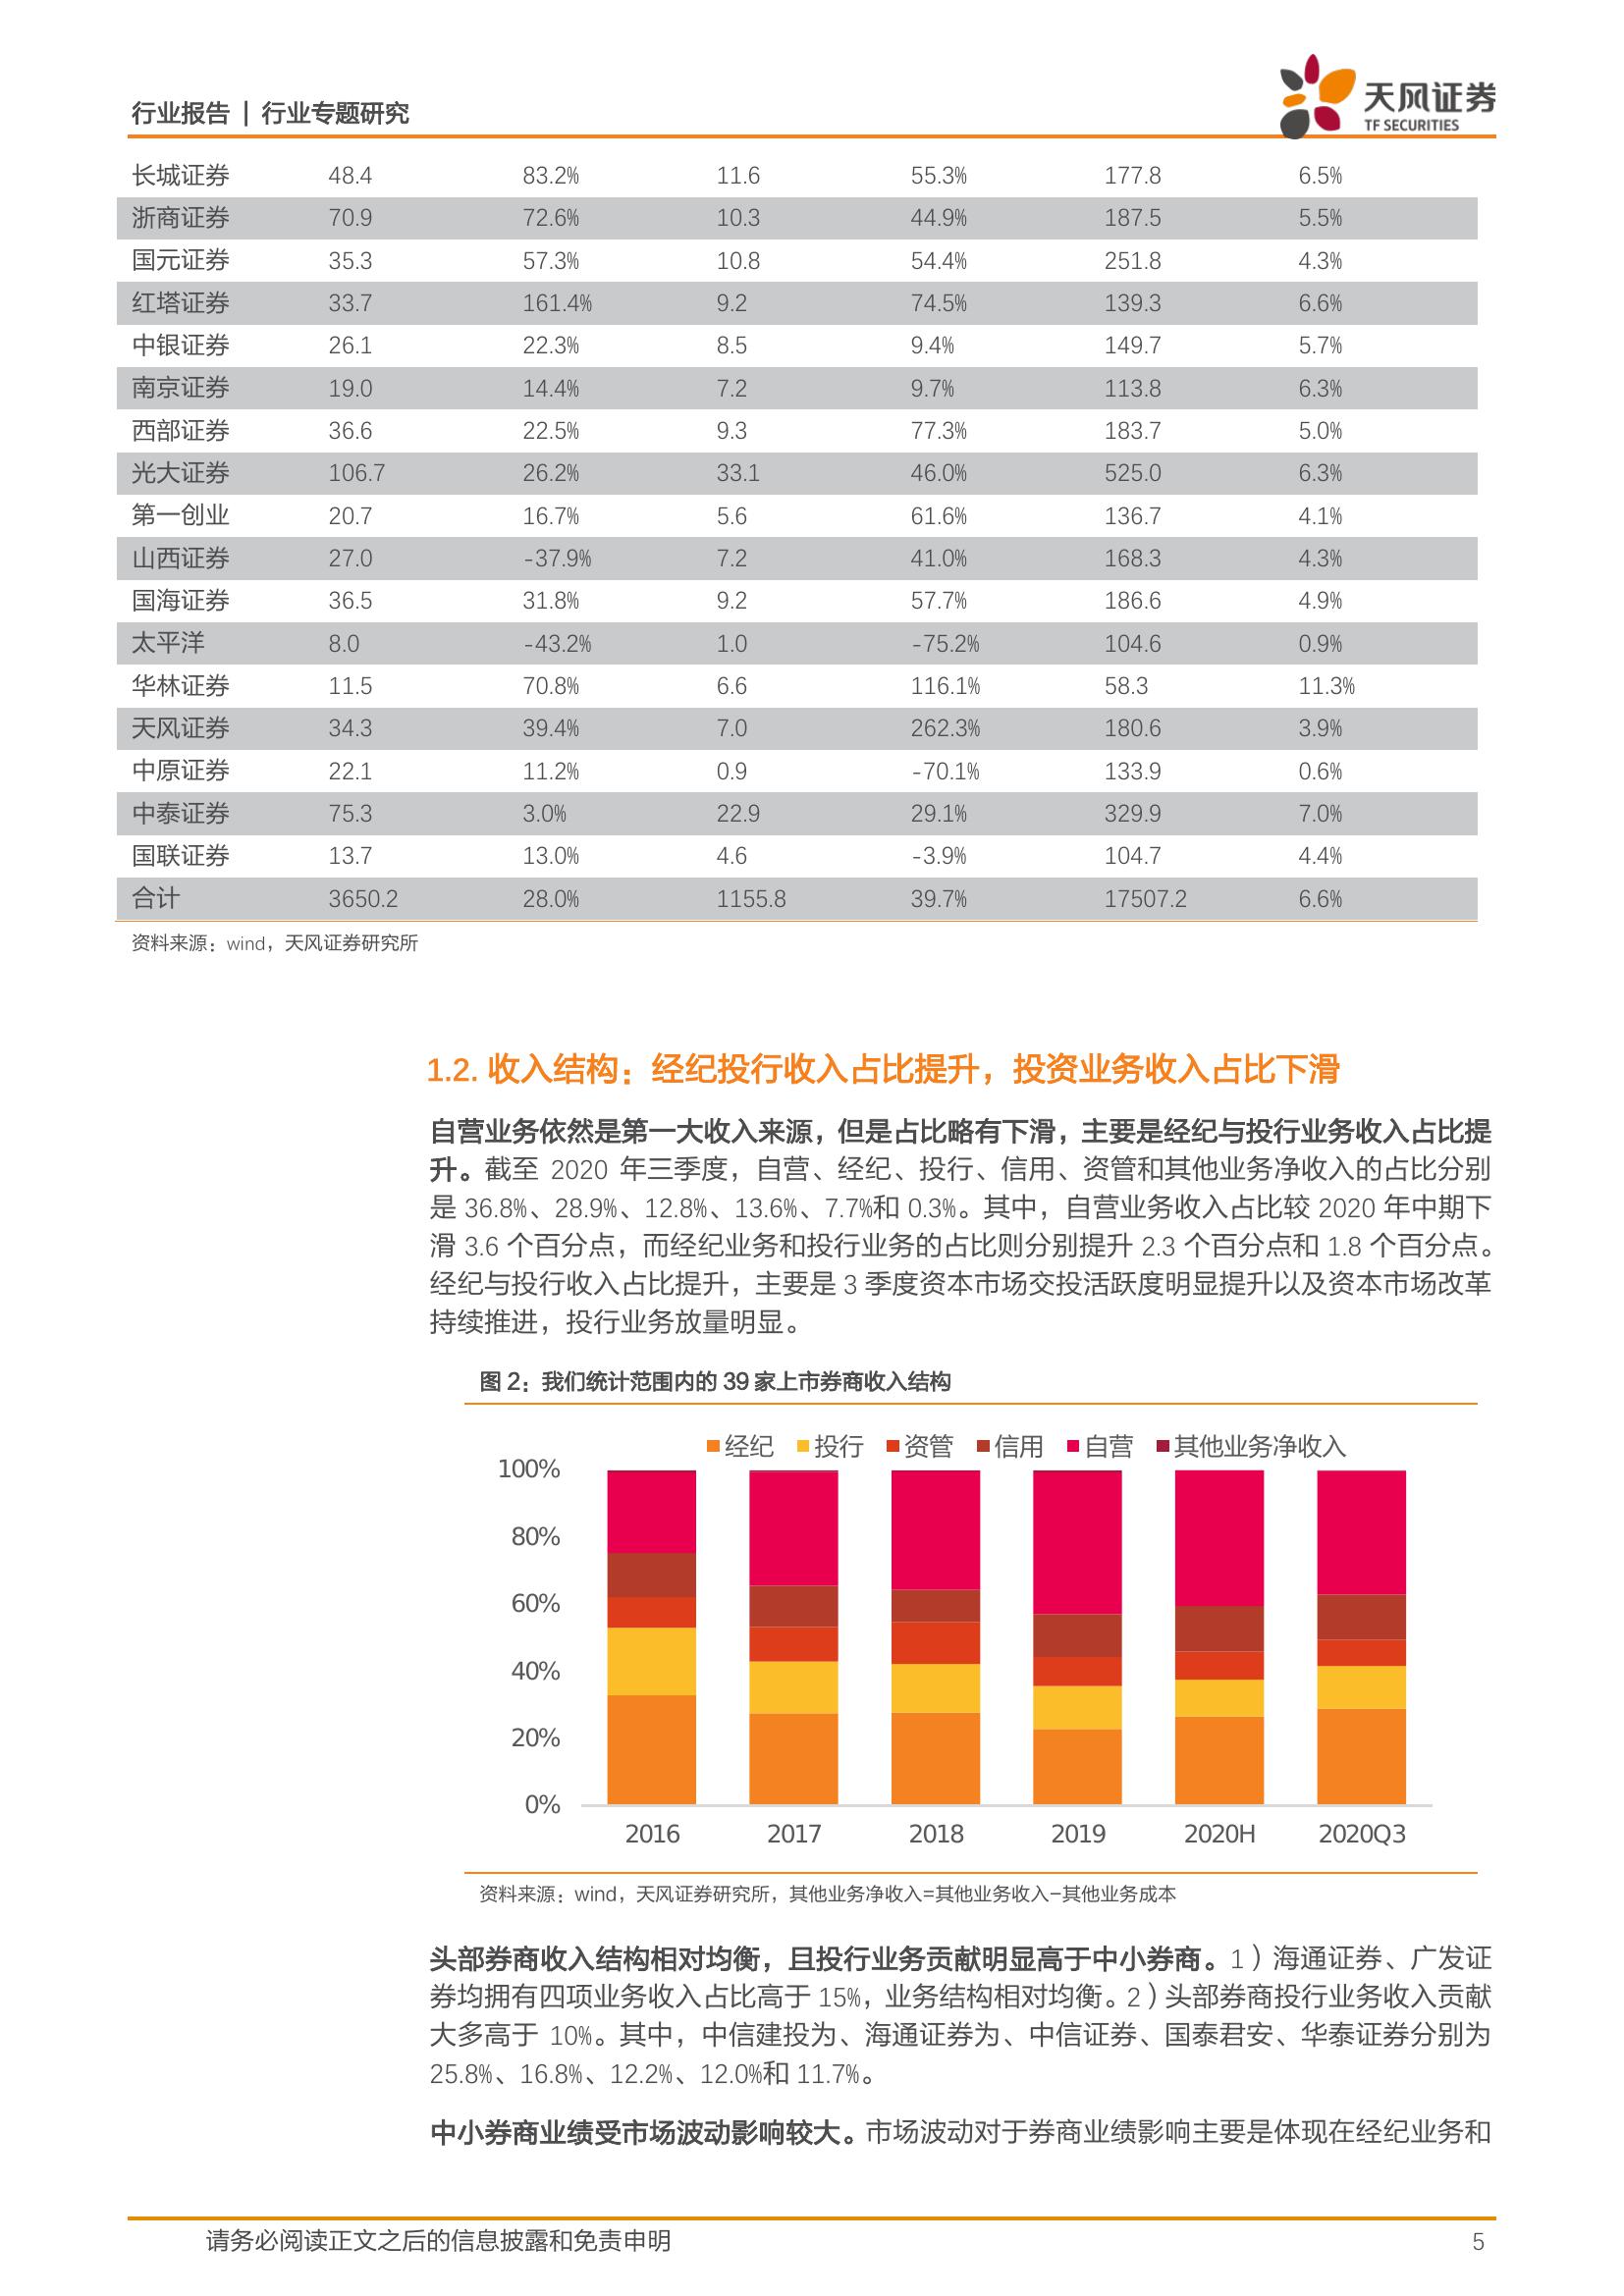 行业报告 | 行业专题研究
天风证券
TF SECURITIES
长城证券 48.4 83.2% 11.6 55.3% 177.8 6.5%
浙商证券 70.9 72.6% 10.3 44.9% 187.5 5.5%
国元证券 35.3 57.3% 10.8 54.4% 251.8 4.3%
红塔证券 33.7 161.4% 9.2 74.5% 139.3 6.6%
中银证券 26.1 22.3% 8.5 9.4% 149.7 5.7%
南京证券 19.0 14.4% 7.2 9.7% 113.8 6.3%
西部证券 36.6 22.5% 9.3 77.3% 183.7 5.0%
光大证券 106.7 26.2% 33.1 46.0% 525.0 6.3%
第一创业 20.7 16.7% 5.6 61.6% 136.7 4.1%
山西证券 27.0 -37.9% 7.2 41.0% 168.3 4.3%
国海证券 36.5 31.8% 9.2 57.7% 186.6 4.9%
太平洋 8.0 -43.2% 1.0 -75.2% 104.6 0.9%
华林证券 11.5 70.8% 6.6 116.1% 58.3 11.3%
天风证券 34.3 39.4% 7.0 262.3% 180.6 3.9%
中原证券 22.1 11.2% 0.9 -70.1% 133.9 0.6%
中泰证券 75.3 3.0% 22.9 29.1% 329.9 7.0%
国联证券 13.7 13.0% 4.6 -3.9% 104.7 4.4%
合计 3650.2 28.0% 1155.8 39.7% 17507.2 6.6%
资料来源：wind，天风证券研究所
1.2. 收入结构：经纪投行收入占比提升，投资业务收入占比下滑
自营业务依然是第一大收入来源，但是占比略有下滑，主要是经纪与投行业务收入占比提
升。截至 2020 年三季度，自营、经纪、投行、信用、资管和其他业务净收入的占比分别
是 36.8%、28.9%、12.8%、13.6%、7.7%和 0.3%。其中，自营业务收入占比较 2020 年中期下
滑 3.6 个百分点，而经纪业务和投行业务的占比则分别提升 2.3 个百分点和 1.8 个百分点。
经纪与投行收入占比提升，主要是 3 季度资本市场交投活跃度明显提升以及资本市场改革
持续推进，投行业务放量明显。
图 2：我们统计范围内的 39 家上市券商收入结构
经纪 投行 资管 信用 自营 其他业务净收入
100%
80%
60%
40%
20%
0%
2016 2017 2018 2019 2020H 2020Q3
资料来源：wind，天风证券研究所，其他业务净收入=其他业务收入-其他业务成本
头部券商收入结构相对均衡，且投行业务贡献明显高于中小券商。1）海通证券、广发证
券均拥有四项业务收入占比高于 15%，业务结构相对均衡。2）头部券商投行业务收入贡献
大多高于 10%。其中，中信建投为、海通证券为、中信证券、国泰君安、华泰证券分别为
25.8%、16.8%、12.2%、12.0%和 11.7%。
中小券商业绩受市场波动影响较大。市场波动对于券商业绩影响主要是体现在经纪业务和
请务必阅读正文之后的信息披露和免责申明 5